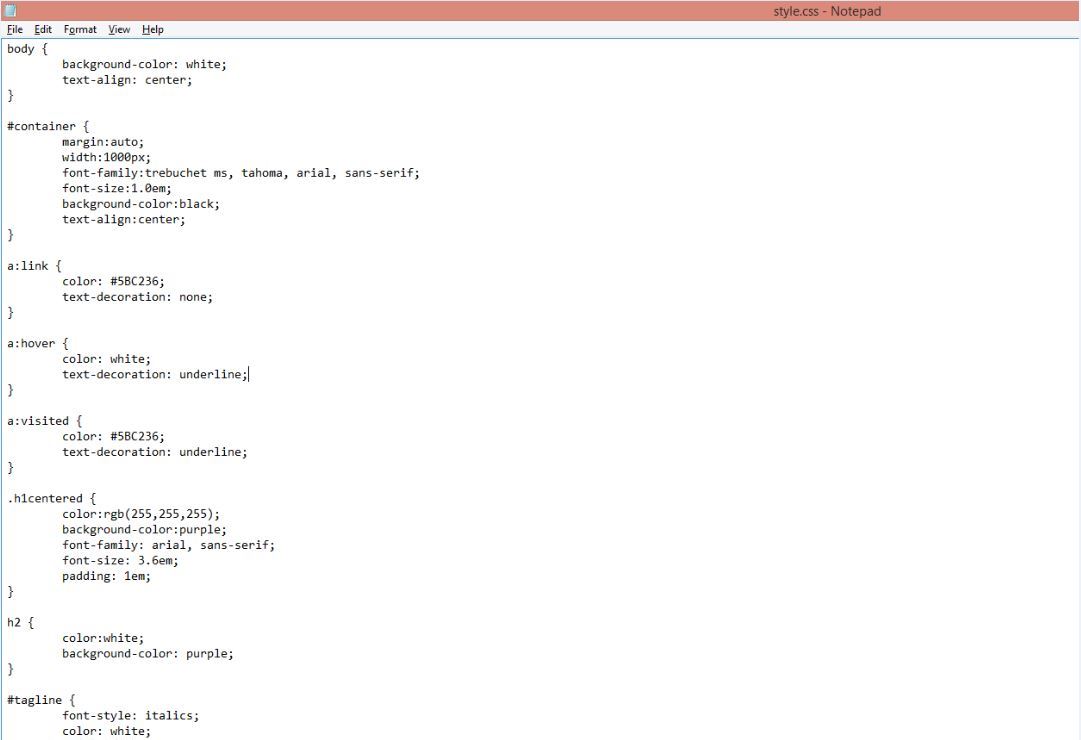 style.css - Notepad
File Edit Format View Help
body {
background-color: white;
text-align: center;
}
#container {
margin:auto;
width:1000px;
font-family:trebuchet ms, tahoma, arial, sans-serif;
font-size:1.0em;
background-color:black;
text-align:center;
}
a:link {
color: #5BC236;
text-decoration: none;
}
a:hover {
color: white;
text-decoration: underline;
}
a:visited {
color: #5BC236;
text-decoration: underline;
}
.h1centered {
color:rgb(255,255,255);
background-color:purple;
font-family: arial, sans-serif;
font-size: 3.6em;
padding: 1em;
}
h2 {
color:white;
background-color: purple;
}
#tagline {
font-style: italics;
color: white;